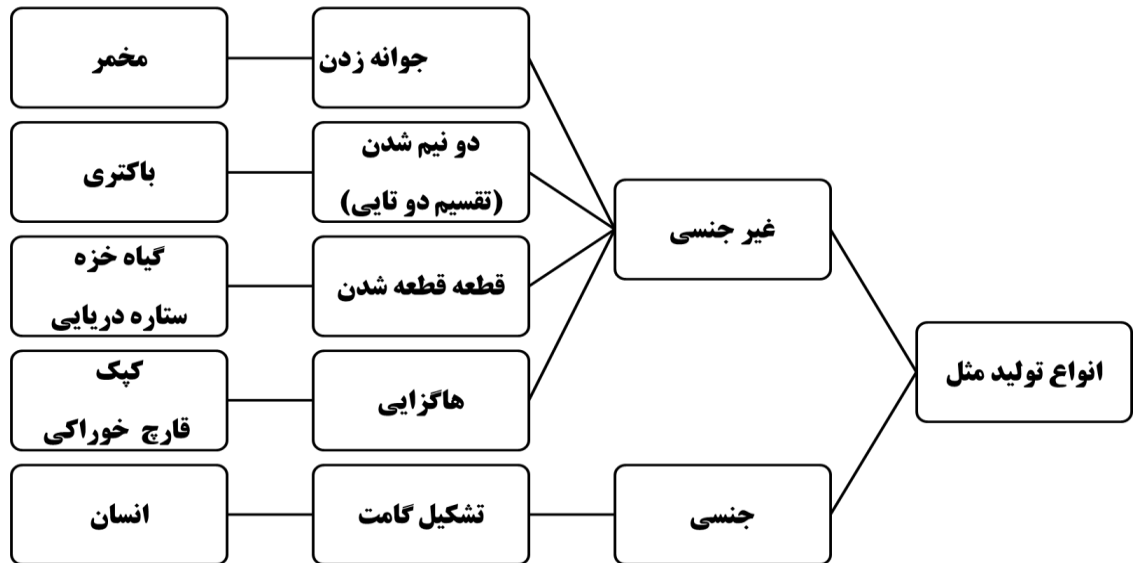 انواع تولید مثل
غیر جنسی
جوانه زدن
مخمر
دو نیم شدن
(تقسیم دو تایی)
باکتری
قطعه قطعه شدن
گیاه خزه
ستاره دریایی
هاگزایی
کپک
قارچ خوراکی
جنسی
تشکیل گامت
انسان